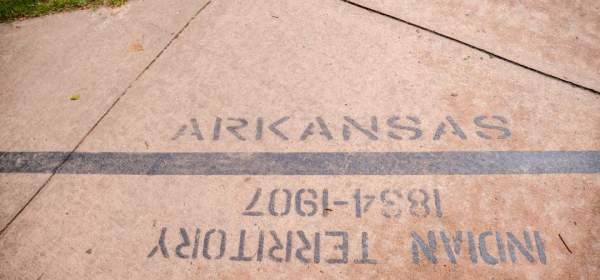 ARKANSAS
INDIAN TERRITORY
1834-1907